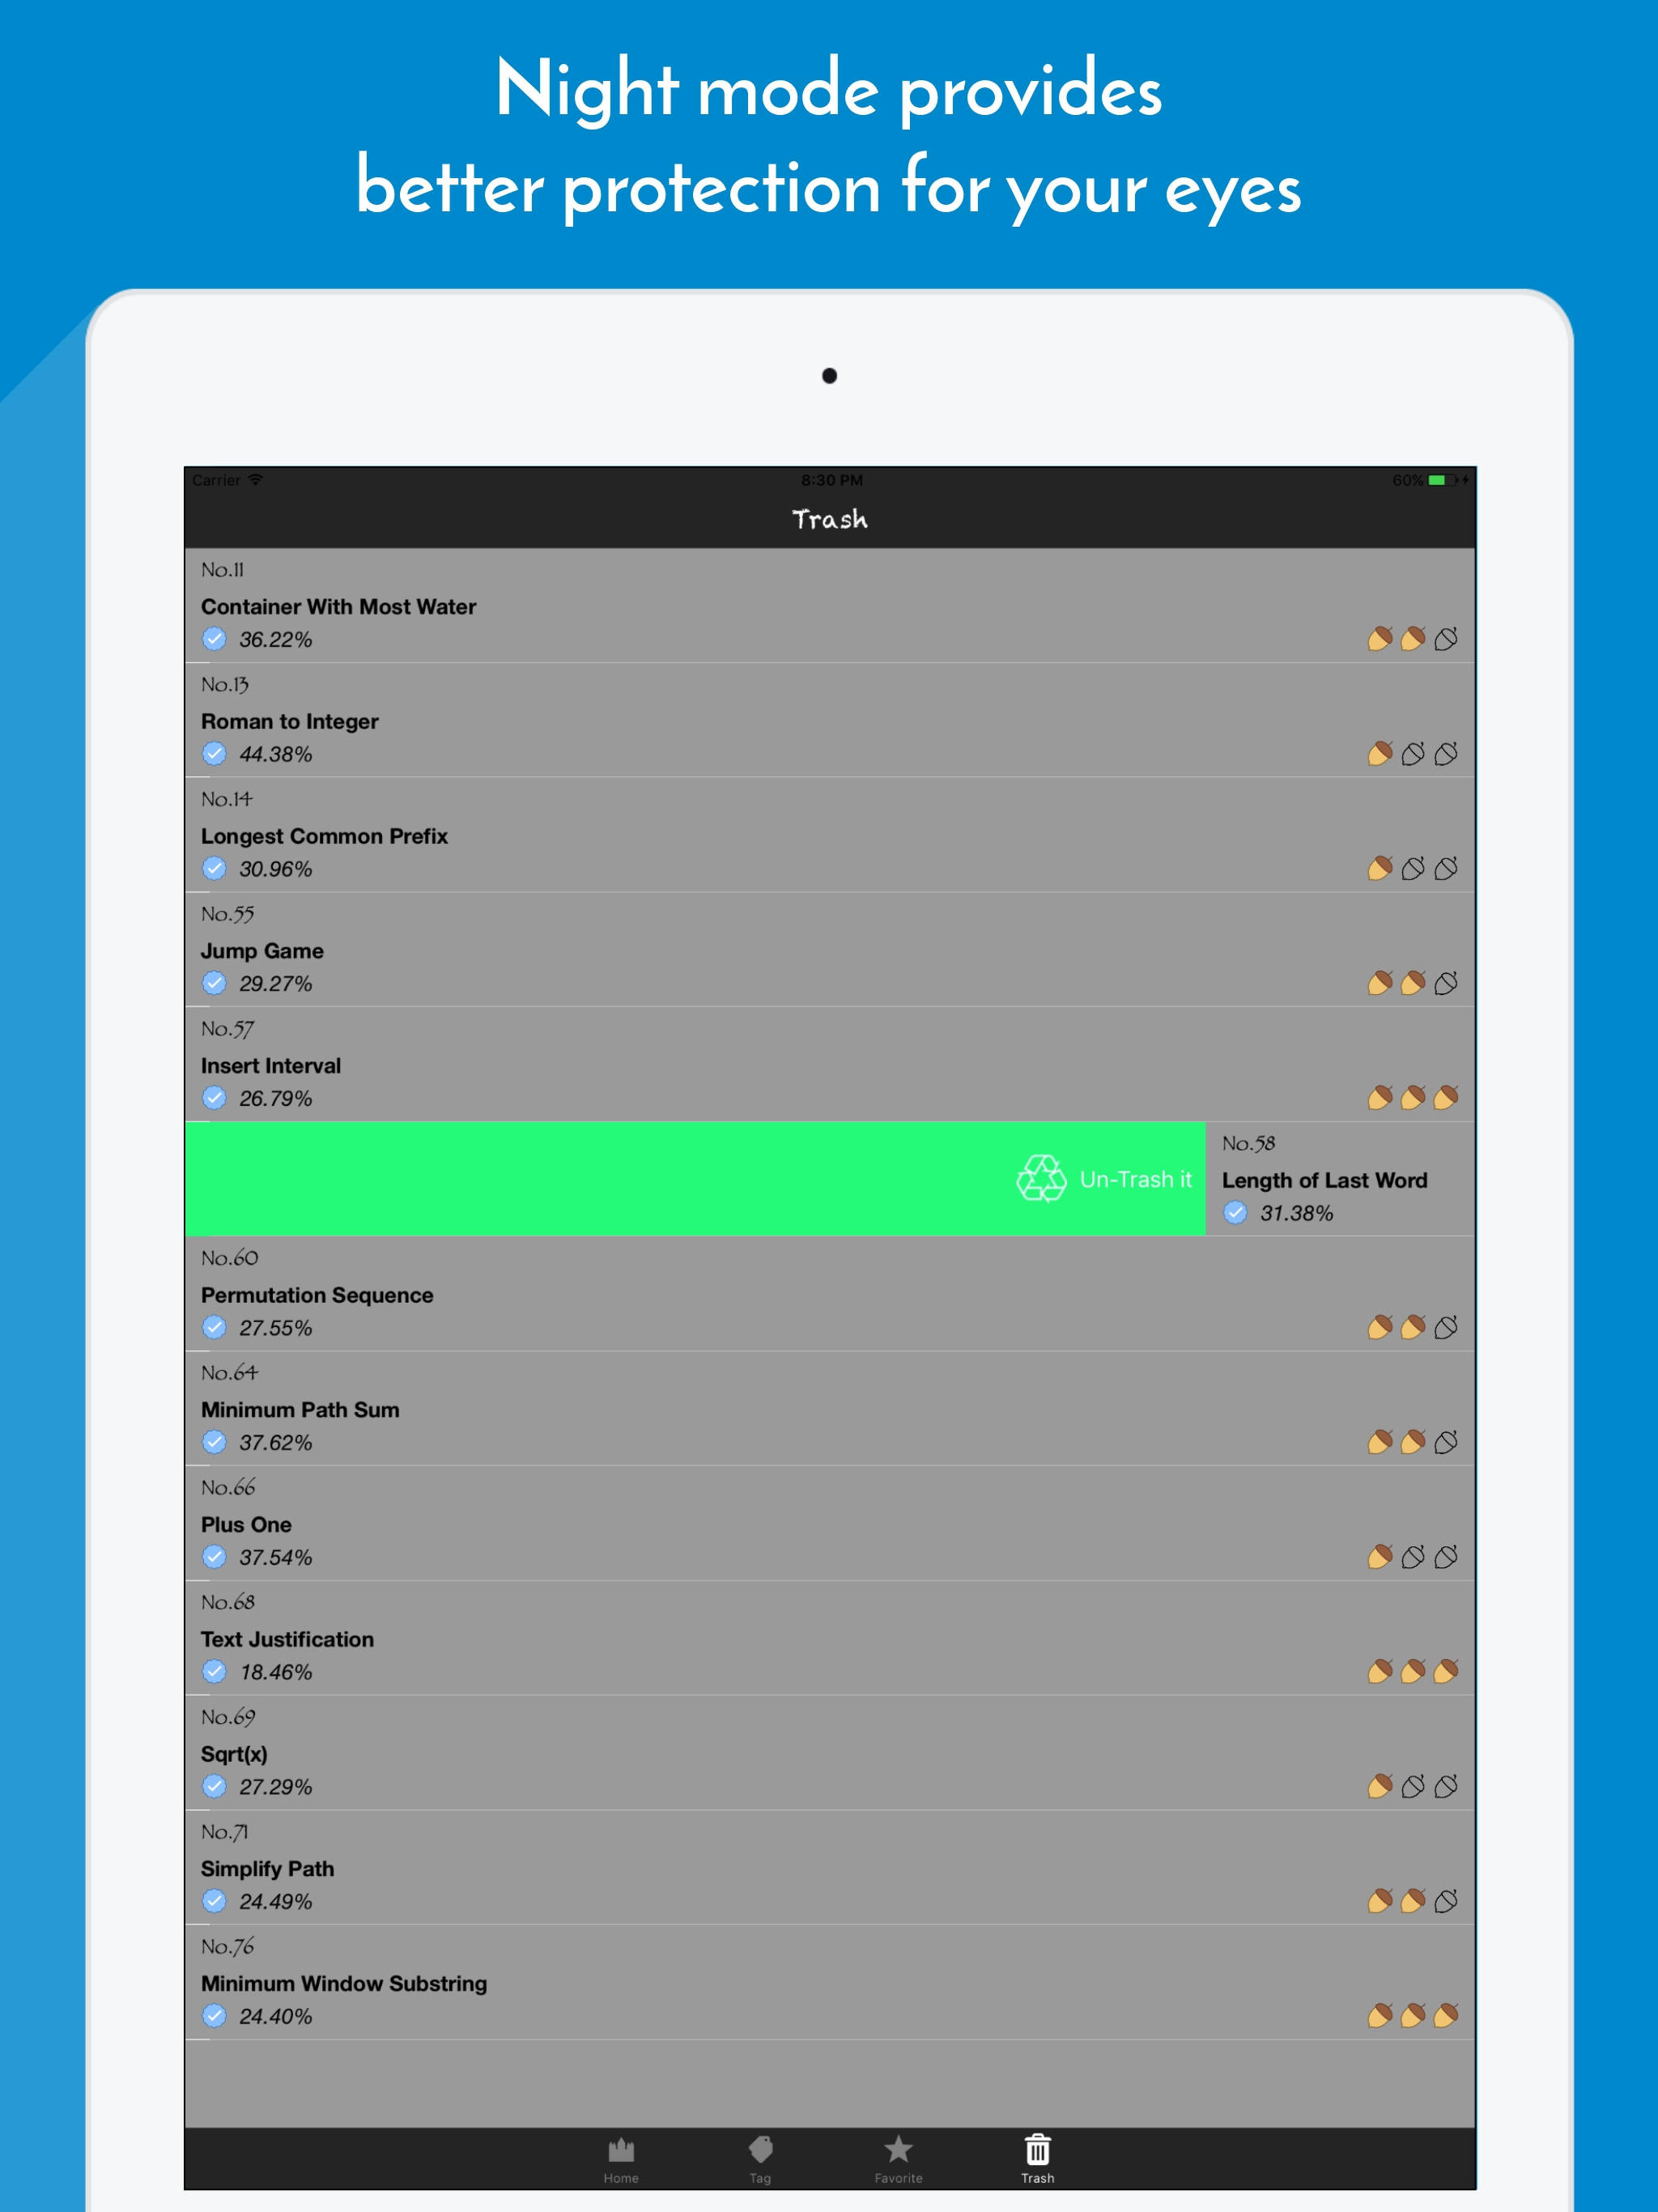 Night mode provides
better protection for your eyes
Carrier 8:30 PM 60%
Trash
No.11
Container With Most Water
36.22%
No.13
Roman to Integer
44.38%
No.14
Longest Common Prefix
30.96%
No.55
Jump Game
29.27%
No.57
Insert Interval
26.79%
Un-Trash it
No.58
Length of Last Word
31.38%
No.60
Permutation Sequence
27.55%
No.64
Minimum Path Sum
37.62%
No.66
Plus One
37.54%
No.68
Text Justification
18.46%
No.69
Sqrt(x)
27.29%
No.71
Simplify Path
24.49%
No.76
Minimum Window Substring
24.40%
Home Tag Favorite Trash